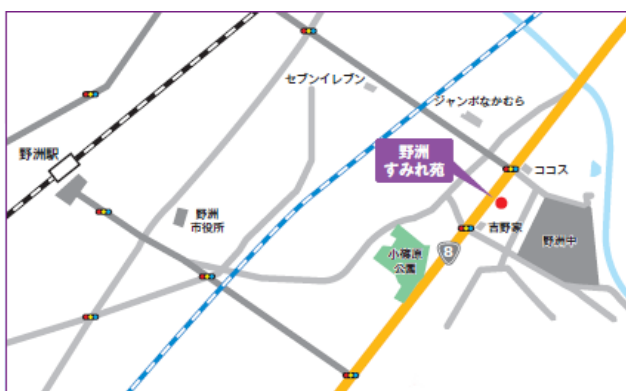 セブンイレブン
ジャンボなかむら
野洲駅
野洲
すみれ苑
ココス
野洲
市役所
吉野家
野洲中
小篠原
公園
8